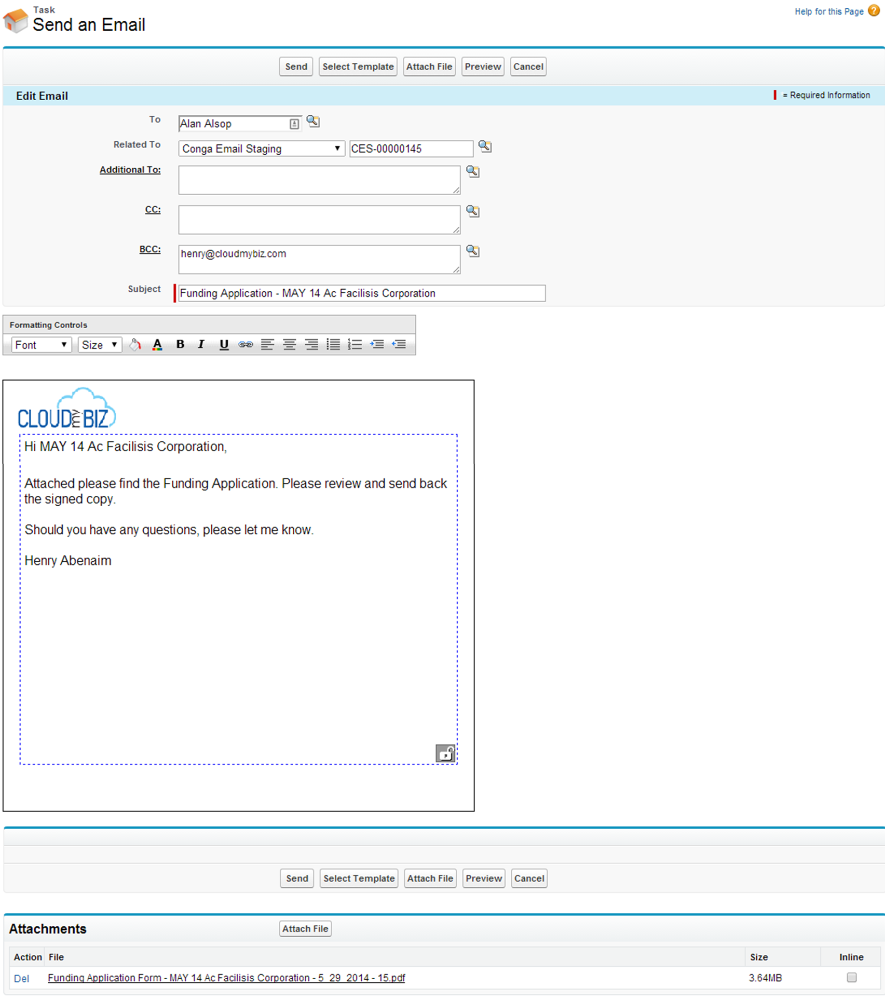 Task
Send an Email
Help for this Page ?
Send Select Template Attach File Preview Cancel
Edit Email
= Required Information
To Alan Alsop
Related To Conga Email Staging CES-00000145
Additional To:
CC:
BCC: henry@cloudmybiz.com
Subject Funding Application - MAY 14 Ac Facilisis Corporation
Formatting Controls
Font Size A B I U
CLOUD my BIZ
Hi MAY 14 Ac Facilisis Corporation,
Attached please find the Funding Application. Please review and send back
the signed copy.
Should you have any questions, please let me know.
Henry Abenaim
Send Select Template Attach File Preview Cancel
Attachments Attach File
Action File Size Inline
Del Funding Application Form - MAY 14 Ac Facilisis Corporation - 5_29_2014 - 15.pdf 3.64MB